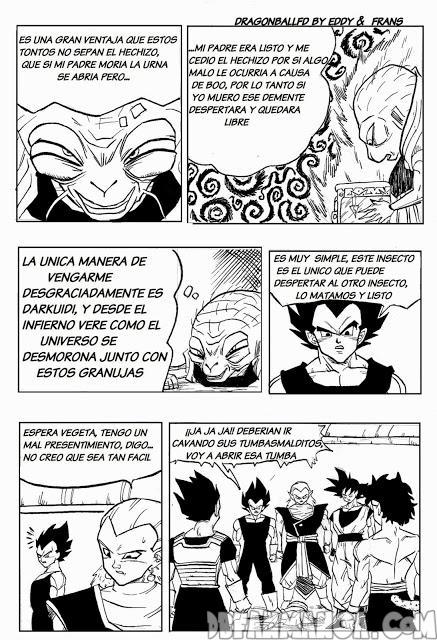 DRAGONBALLFD BY EDDY & FRANS
ES UNA GRAN VENTAJA QUE ESTOS
TONTOS NO SEPAN EL HECHIZO,
QUE SI MI PADRE MORIA LA URNA
SE ABRIA PERO...
...MI PADRE ERA LISTO Y ME
CEDIO EL HECHIZO POR SI ALGO
MALO LE OCURRIA A CAUSA
DE BOO, POR LO TANTO SI
YO MUERO ESE DEMENTE
DESPERTARA Y QUEDARA
LIBRE
LA UNICA MANERA DE
VENGARME
DESGRACIADAMENTE ES
DARKUIDI, Y DESDE EL
INFIERNO VERE COMO EL
UNIVERSO SE
DESMORONA JUNTO CON
ESTOS GRANUJAS
ES MUY SIMPLE, ESTE INSECTO
ES EL UNICO QUE PUEDE
DESPERTAR AL OTRO INSECTO,
LO MATAMOS Y LISTO
ESPERA VEGETA, TENGO UN
MAL PRESENTIMIENTO, DIGO...
NO CREO QUE SEA TAN FACIL
¡¡JA JA JA!! DEBERIAN IR
CAVANDO SUS TUMBASMALDITOS
VOY A ABRIR ESA TUMBA